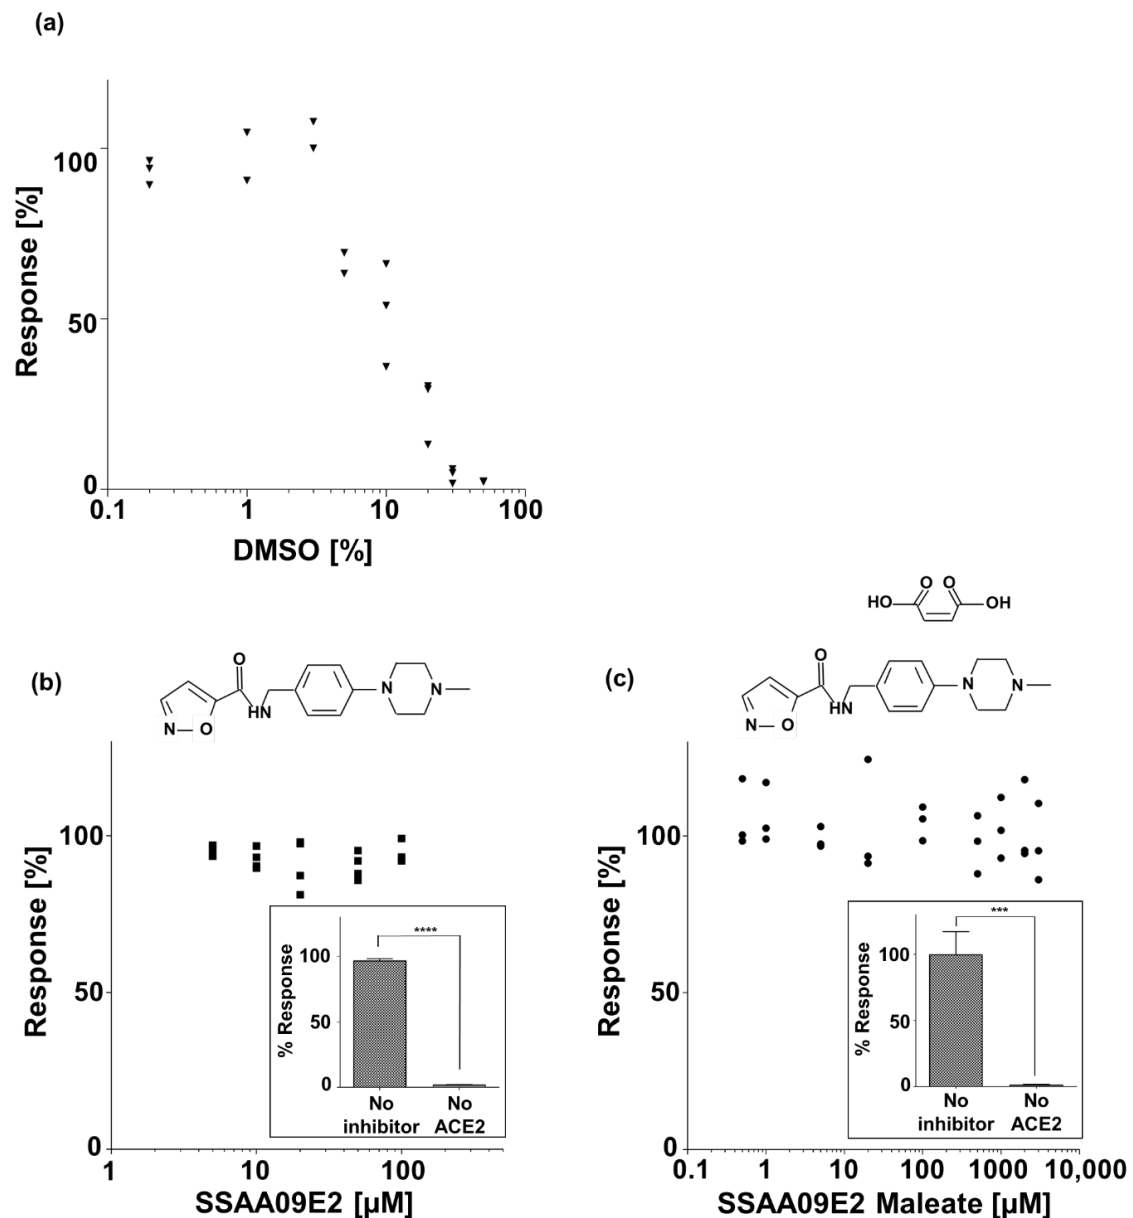 (a)
Response [%]
100
50
0
0.1 1 10 100
DMSO [%]
(b)
O
HN
N O
N
N
Response [%]
100
50
0
1 10 100
SSAA09E2 [µM]
% Response
100
50
0
****
No inhibitor
No ACE2
(c)
O O
HO OH
O
HN
N O
N
N
Response [%]
100
50
0
0.1 1 10 100 1000 10,000
SSAA09E2 Maleate [µM]
% Response
100
50
0
***
No inhibitor
No ACE2